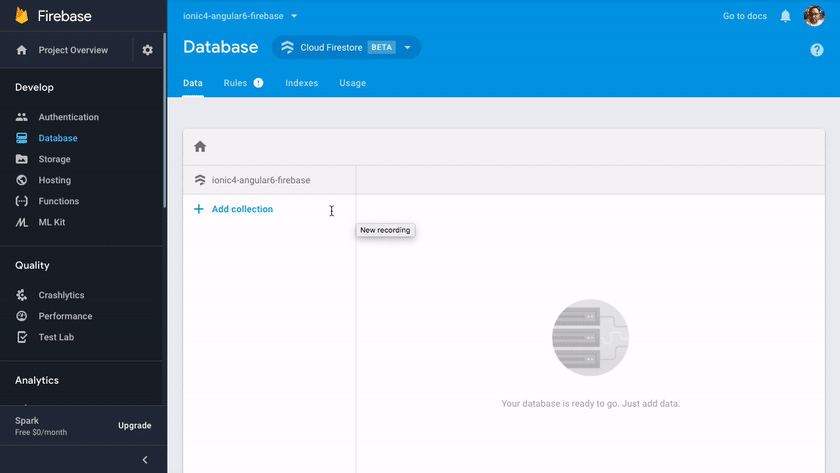 Firebase
ionic4-angular6-firebase
Go to docs
Project Overview
Database
Cloud Firestore BETA
Data Rules Indexes Usage
Develop
Authentication
Database
Storage
Hosting
Functions
ML Kit
Quality
Crashlytics
Performance
Test Lab
Analytics
Spark
Free $0/month
Upgrade
ionic4-angular6-firebase
Add collection
New recording
Your database is ready to go. Just add data.